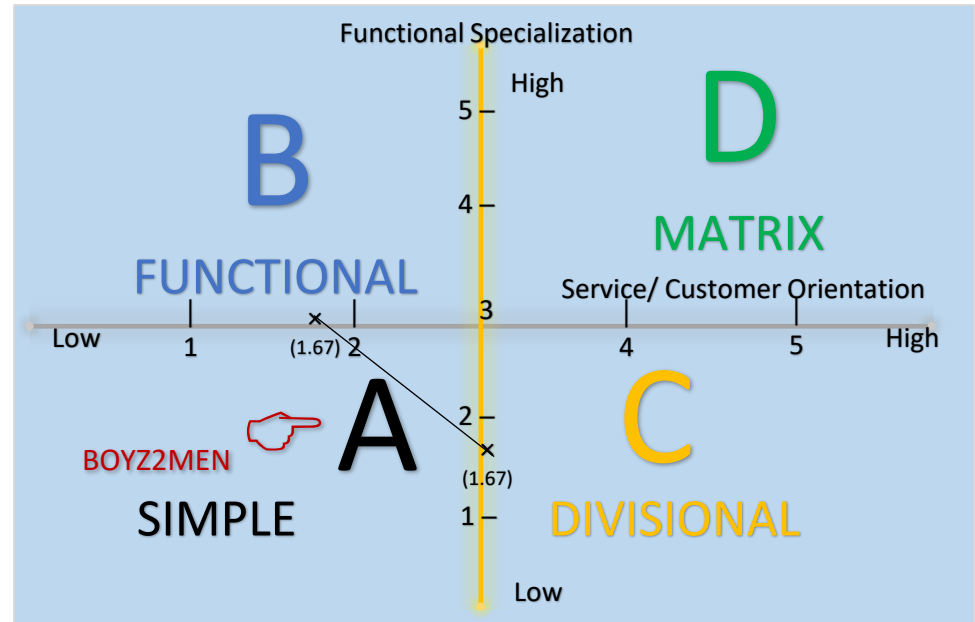 Functional Specialization
High
5
B
D
4
MATRIX
FUNCTIONAL
Service/ Customer Orientation
3
Low
1
(1.67)
2
4
5
High
A
C
2
BOYZ2MEN
(1.67)
SIMPLE
1
DIVISIONAL
Low